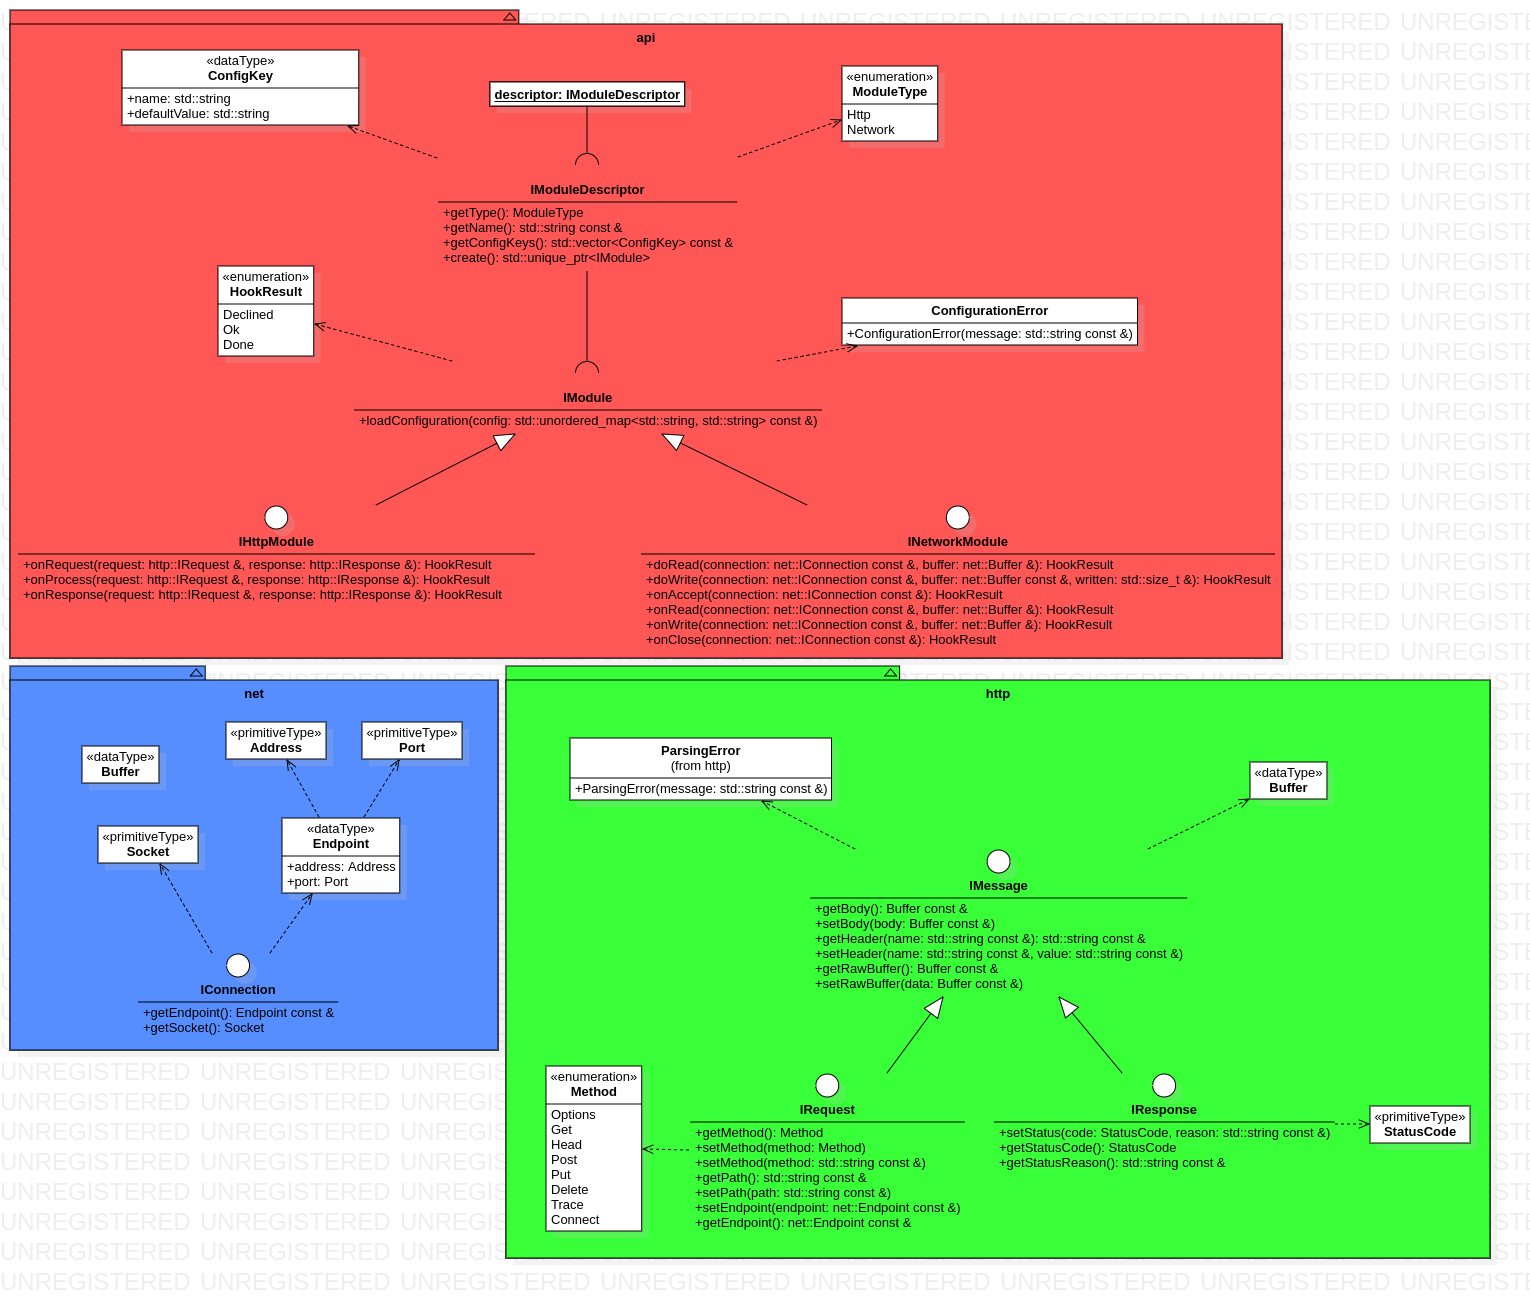 api
«dataType»
ConfigKey
+name: std::string
+defaultValue: std::string
descriptor: IModuleDescriptor
«enumeration»
ModuleType
Http
Network
IModuleDescriptor
+getType(): ModuleType
+getName(): std::string const &
+getConfigKeys(): std::vector<ConfigKey> const &
+create(): std::unique_ptr<IModule>
«enumeration»
HookResult
Declined
Ok
Done
ConfigurationError
+ConfigurationError(message: std::string const &)
IModule
+loadConfiguration(config: std::unordered_map<std::string, std::string> const &)
IHttpModule
+onRequest(request: http::IRequest &, response: http::IResponse &): HookResult
+onProcess(request: http::IRequest &, response: http::IResponse &): HookResult
+onResponse(request: http::IRequest &, response: http::IResponse &): HookResult
INetworkModule
+doRead(connection: net::IConnection const &, buffer: net::Buffer &): HookResult
+doWrite(connection: net::IConnection const &, buffer: net::Buffer const &, written: std::size_t &): HookResult
+onAccept(connection: net::IConnection const &): HookResult
+onRead(connection: net::IConnection const &, buffer: net::Buffer &): HookResult
+onWrite(connection: net::IConnection const &, buffer: net::Buffer &): HookResult
+onClose(connection: net::IConnection const &): HookResult
net
«dataType»
Buffer
«primitiveType»
Address
«primitiveType»
Port
«primitiveType»
Socket
«dataType»
Endpoint
+address: Address
+port: Port
IConnection
+getEndpoint(): Endpoint const &
+getSocket(): Socket
http
ParsingError
(from http)
+ParsingError(message: std::string const &)
«dataType»
Buffer
IMessage
+getBody(): Buffer const &
+setBody(body: Buffer const &)
+getHeader(name: std::string const &): std::string const &
+setHeader(name: std::string const &, value: std::string const &)
+getRawBuffer(): Buffer const &
+setRawBuffer(data: Buffer const &)
«enumeration»
Method
Options
Get
Head
Post
Put
Delete
Trace
Connect
IRequest
+getMethod(): Method
+setMethod(method: Method)
+setMethod(method: std::string const &)
+getPath(): std::string const &
+setPath(path: std::string const &)
+setEndpoint(endpoint: net::Endpoint const &)
+getEndpoint(): net::Endpoint const &
IResponse
+setStatus(code: StatusCode, reason: std::string const &)
+getStatusCode(): StatusCode
+getStatusReason(): std::string const &
«primitiveType»
StatusCode
UNREGISTERED UNREGISTERED UNREGISTERED UNREGISTERED UNREGISTERED UNREGISTERED UNREGISTERED UNREGISTERED